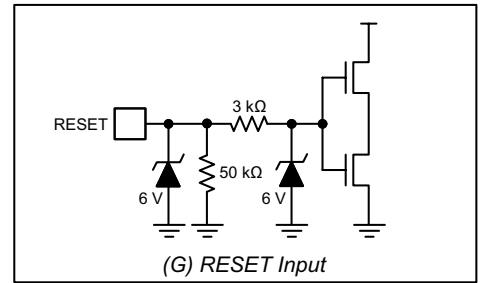 3 kΩ
RESET
50 kΩ
6 V
6 V
(G) RESET Input